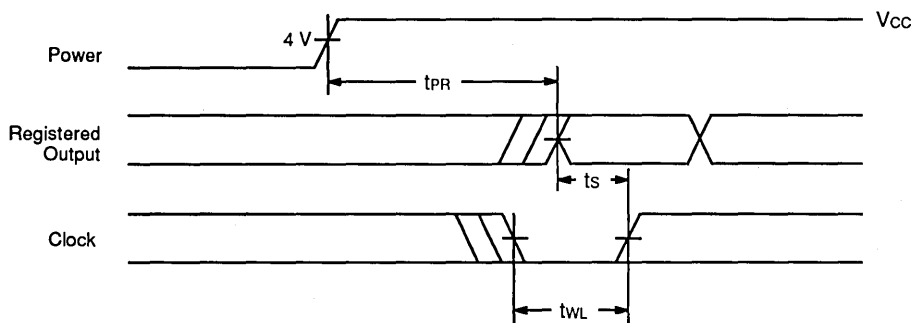 VCC
4 V
Power
tPR
Registered
Output
tS
Clock
tWL